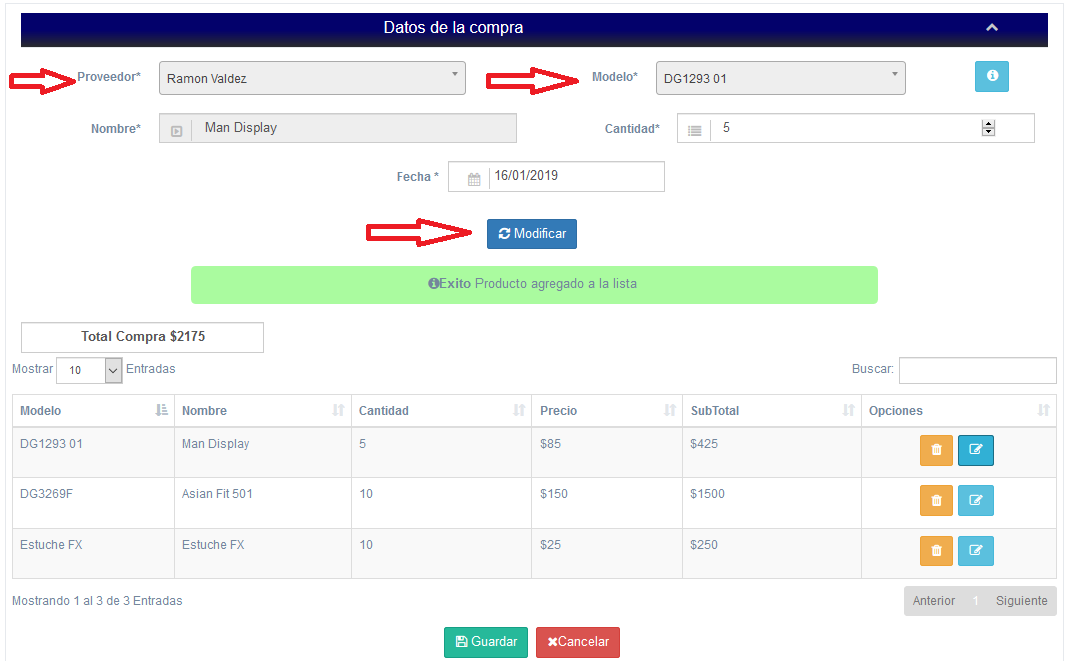 Datos de la compra
Proveedor* Ramon Valdez Modelo* DG1293 01
Nombre* Man Display Cantidad* 5
Fecha * 16/01/2019
Modificar
Exito Producto agregado a la lista
Total Compra $2175
Mostrar 10 Entradas Buscar:
Modelo Nombre Cantidad Precio SubTotal Opciones
DG1293 01 Man Display 5 $85 $425
DG3269F Asian Fit 501 10 $150 $1500
Estuche FX Estuche FX 10 $25 $250
Mostrando 1 al 3 de 3 Entradas Anterior 1 Siguiente
Guardar Cancelar